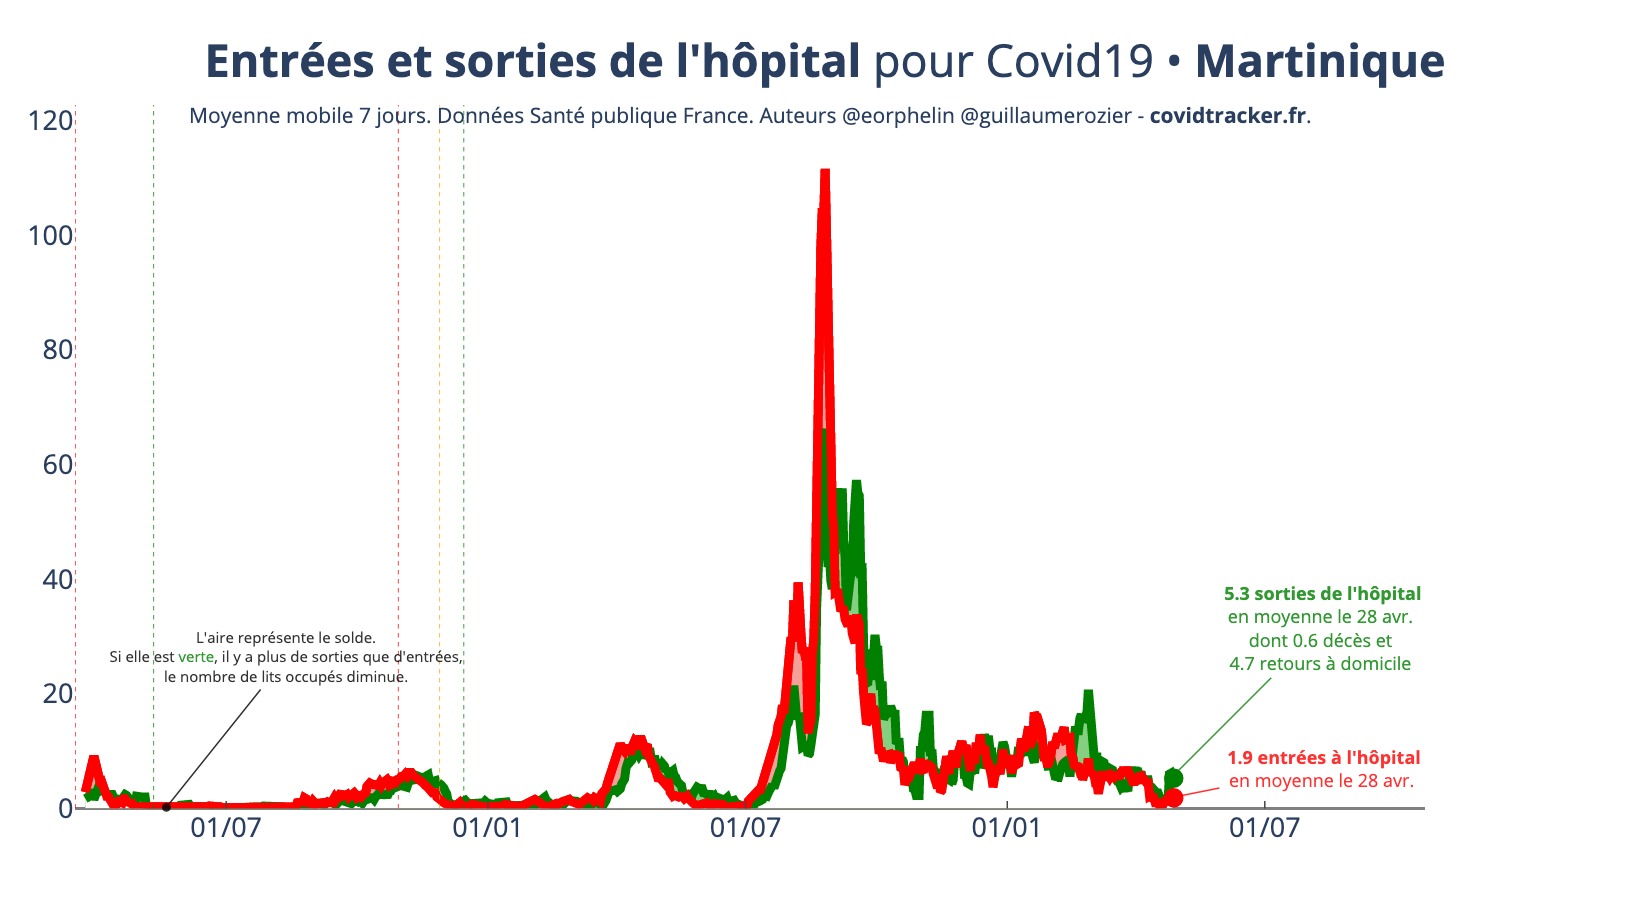 Entrées et sorties de l'hôpital pour Covid19 • Martinique
Moyenne mobile 7 jours. Données Santé publique France. Auteurs @eorphelin @guillaumerozier - covidtracker.fr.
120
100
80
60
40
20
0
L'aire représente le solde.
Si elle est verte, il y a plus de sorties que d'entrées,
le nombre de lits occupés diminue.
5.3 sorties de l'hôpital
en moyenne le 28 avr.
dont 0.6 décès et
4.7 retours à domicile
1.9 entrées à l'hôpital
en moyenne le 28 avr.
01/07
01/01
01/07
01/01
01/07